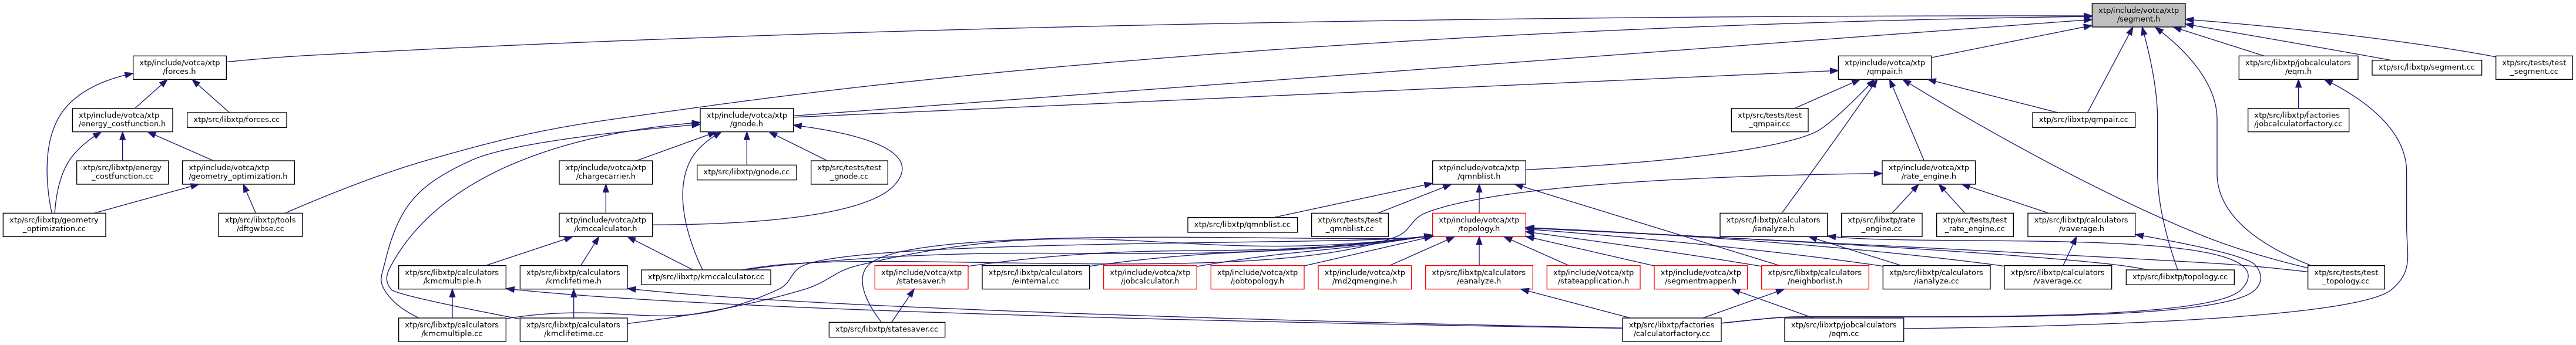 xtp/include/votca/xtp
/segment.h
xtp/include/votca/xtp
/forces.h
xtp/include/votca/xtp
/qmpair.h
xtp/src/libxtp/jobcalculators
/eqm.h
xtp/src/libxtp/segment.cc
xtp/src/tests/test
_segment.cc
xtp/include/votca/xtp
/energy_costfunction.h
xtp/src/libxtp/forces.cc
xtp/include/votca/xtp
/gnode.h
xtp/src/tests/test
_qmpair.cc
xtp/src/libxtp/qmpair.cc
xtp/src/libxtp/factories
/jobcalculatorfactory.cc
xtp/src/libxtp/energy
_costfunction.cc
xtp/include/votca/xtp
/geometry_optimization.h
xtp/include/votca/xtp
/chargecarrier.h
xtp/src/libxtp/gnode.cc
xtp/src/tests/test
_gnode.cc
xtp/include/votca/xtp
/qmnblist.h
xtp/include/votca/xtp
/rate_engine.h
xtp/src/libxtp/geometry
_optimization.cc
xtp/src/libxtp/tools
/dftgwbse.cc
xtp/include/votca/xtp
/kmccalculator.h
xtp/src/libxtp/qmnblist.cc
xtp/src/tests/test
_qmnblist.cc
xtp/include/votca/xtp
/topology.h
xtp/src/libxtp/calculators
/ianalyze.h
xtp/src/libxtp/rate
_engine.cc
xtp/src/tests/test
_rate_engine.cc
xtp/src/libxtp/calculators
/vaverage.h
xtp/src/libxtp/calculators
/kmcmultiple.h
xtp/src/libxtp/calculators
/kmclifetime.h
xtp/src/libxtp/kmccalculator.cc
xtp/include/votca/xtp
/statesaver.h
xtp/src/libxtp/calculators
/einternal.cc
xtp/include/votca/xtp
/jobcalculator.h
xtp/include/votca/xtp
/jobtopology.h
xtp/include/votca/xtp
/md2qmengine.h
xtp/src/libxtp/calculators
/eanalyze.h
xtp/include/votca/xtp
/stateapplication.h
xtp/include/votca/xtp
/segmentmapper.h
xtp/src/libxtp/calculators
/neighborlist.h
xtp/src/libxtp/calculators
/ianalyze.cc
xtp/src/libxtp/calculators
/vaverage.cc
xtp/src/libxtp/topology.cc
xtp/src/tests/test
_topology.cc
xtp/src/libxtp/calculators
/kmcmultiple.cc
xtp/src/libxtp/calculators
/kmclifetime.cc
xtp/src/libxtp/statesaver.cc
xtp/src/libxtp/factories
/calculatorfactory.cc
xtp/src/libxtp/jobcalculators
/eqm.cc